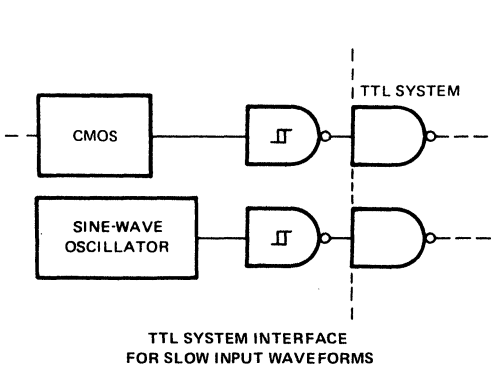 TTL SYSTEM
CMOS
SINE-WAVE
OSCILLATOR
TTL SYSTEM INTERFACE
FOR SLOW INPUT WAVEFORMS